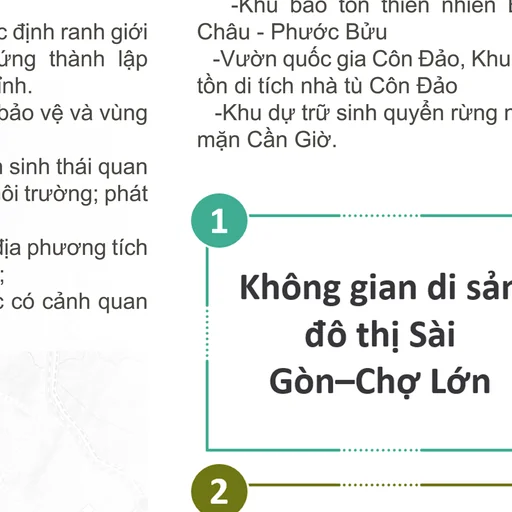 c định ranh giới
ứng thành lập
ỉnh.
bảo vệ và vùng
n sinh thái quan
ôi trường; phát
địa phương tích
;
c có cảnh quan
-Khu bảo tồn thiên nhiên
Châu - Phước Bửu
-Vườn quốc gia Côn Đảo, Khu
tồn di tích nhà tù Côn Đảo
-Khu dự trữ sinh quyển rừng n
mặn Cần Giờ.
1
Không gian di sản
đô thị Sài
Gòn–Chợ Lớn
2